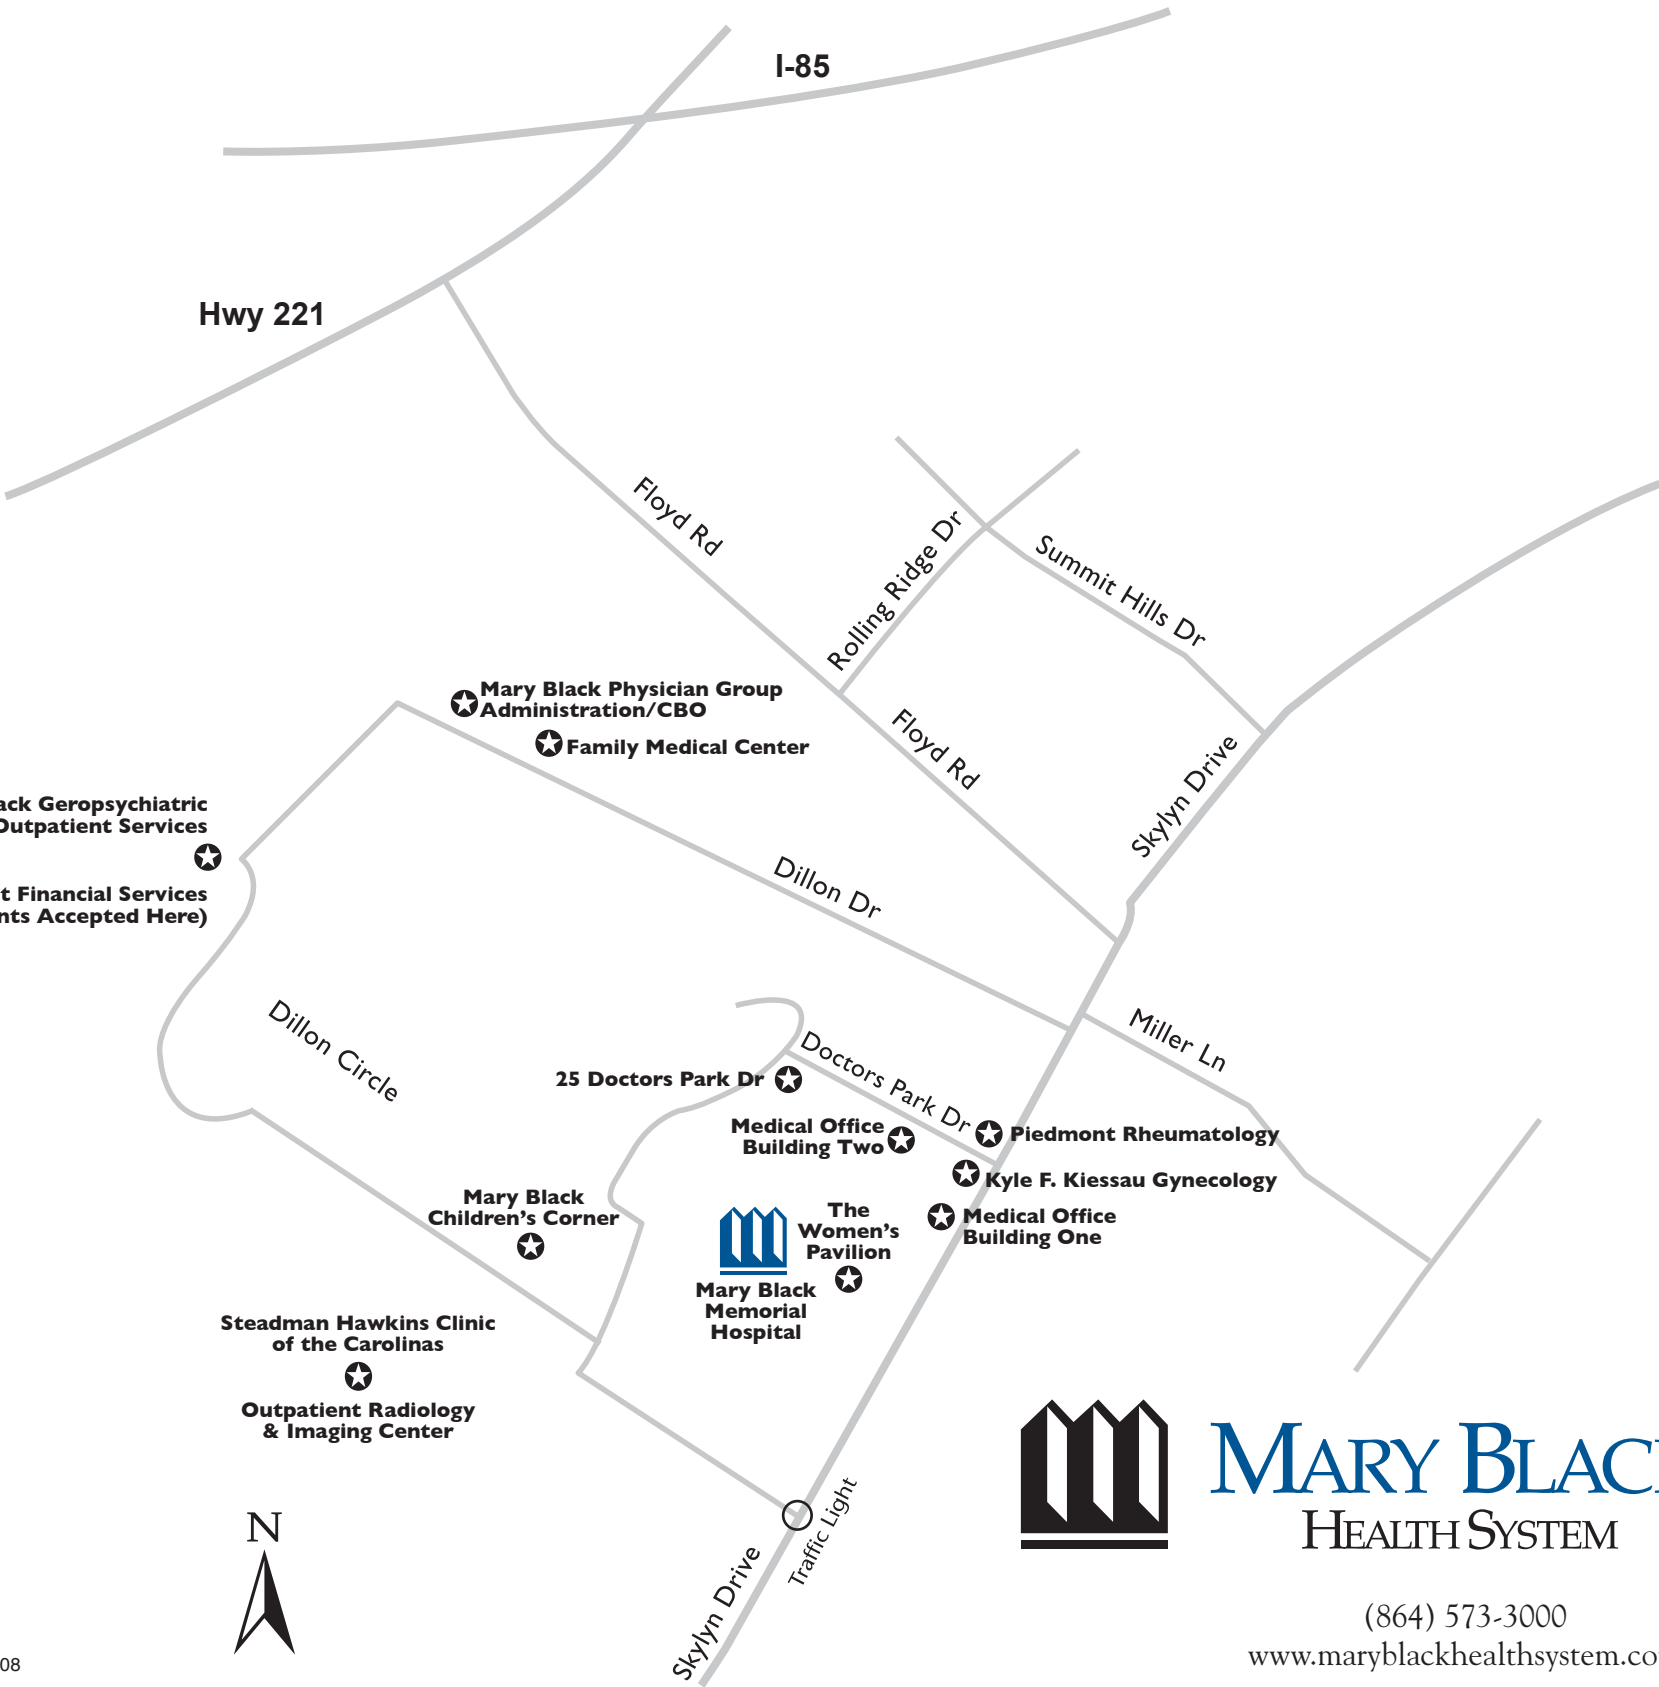 I-85
Hwy 221
Floyd Rd
Rolling Ridge Dr
Summit Hills Dr
Mary Black Physician Group
Administration/CBO
Family Medical Center
Floyd Rd
Skylyn Drive
Geropsychiatric
Outpatient Services
Financial Services
Accepted Here)
Dillon Dr
Dillon Circle
Miller Ln
Doctors Park Dr
25 Doctors Park Dr
Medical Office
Building Two
Piedmont Rheumatology
Kyle F. Kiessau Gynecology
Medical Office
Building One
Mary Black
Children's Corner
The
Women's
Pavilion
Mary Black
Memorial
Hospital
Steadman Hawkins Clinic
of the Carolinas
Outpatient Radiology
& Imaging Center
Traffic Light
Skylyn Drive
N
MARY BLACK
HEALTH SYSTEM
(864) 573-3000
www.maryblackhealthsystem.co
08